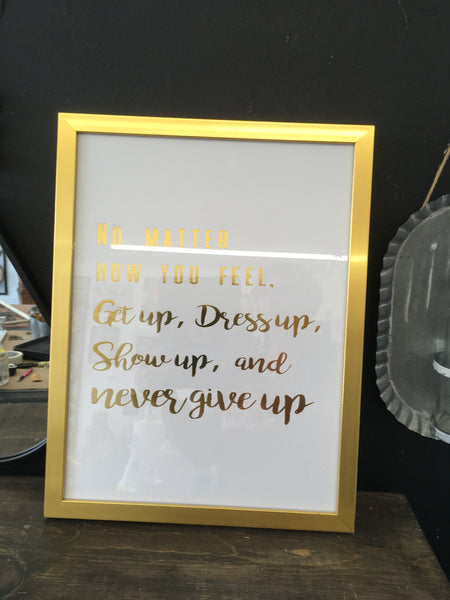 NO MATTER
HOW YOU FEEL.
Get up, Dress up,
Show up, and
never give up